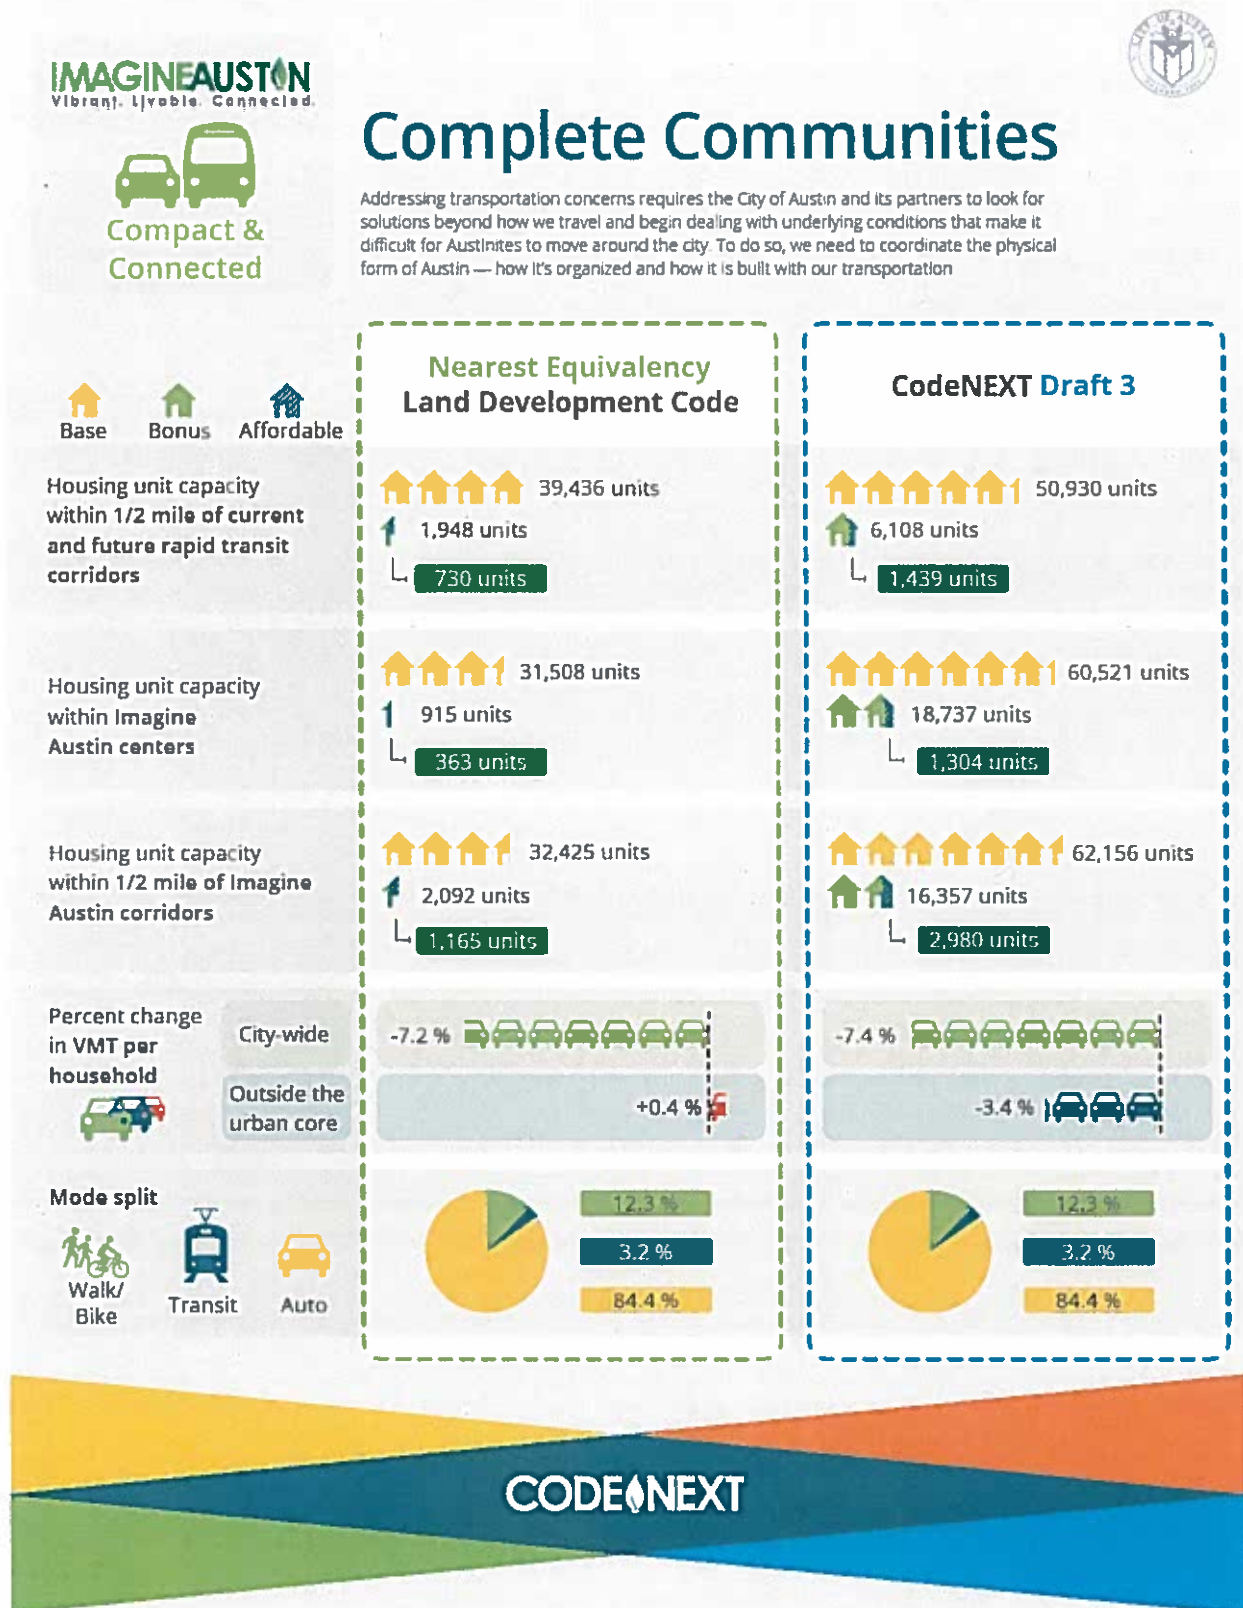 CITY OF AUSTIN
IMAGINEAUSTIN
Vibrant. Livable. Connected.
Compact &
Connected
Complete Communities
Addressing transportation concerns requires the City of Austin and its partners to look for
solutions beyond how we travel and begin dealing with underlying conditions that make it
difficult for Austinites to move around the city. To do so, we need to coordinate the physical
form of Austin — how it's organized and how it is built with our transportation
Base
Bonus
Affordable
Nearest Equivalency
Land Development Code
CodeNEXT Draft 3
Housing unit capacity
within 1/2 mile of current
and future rapid transit
corridors
39,436 units
1,948 units
730 units
50,930 units
6,108 units
1,439 units
Housing unit capacity
within Imagine
Austin centers
31,508 units
915 units
363 units
60,521 units
18,737 units
1,304 units
Housing unit capacity
within 1/2 mile of Imagine
Austin corridors
32,425 units
2,092 units
1,165 units
62,156 units
16,357 units
2,980 units
Percent change
in VMT per
household
City-wide
-7.2 %
-7.4 %
Outside the
urban core
+0.4 %
-3.4 %
Mode split
Walk/
Bike
Transit
Auto
12.3 %
3.2 %
84.4 %
12.3 %
3.2 %
84.4 %
CODENEXT